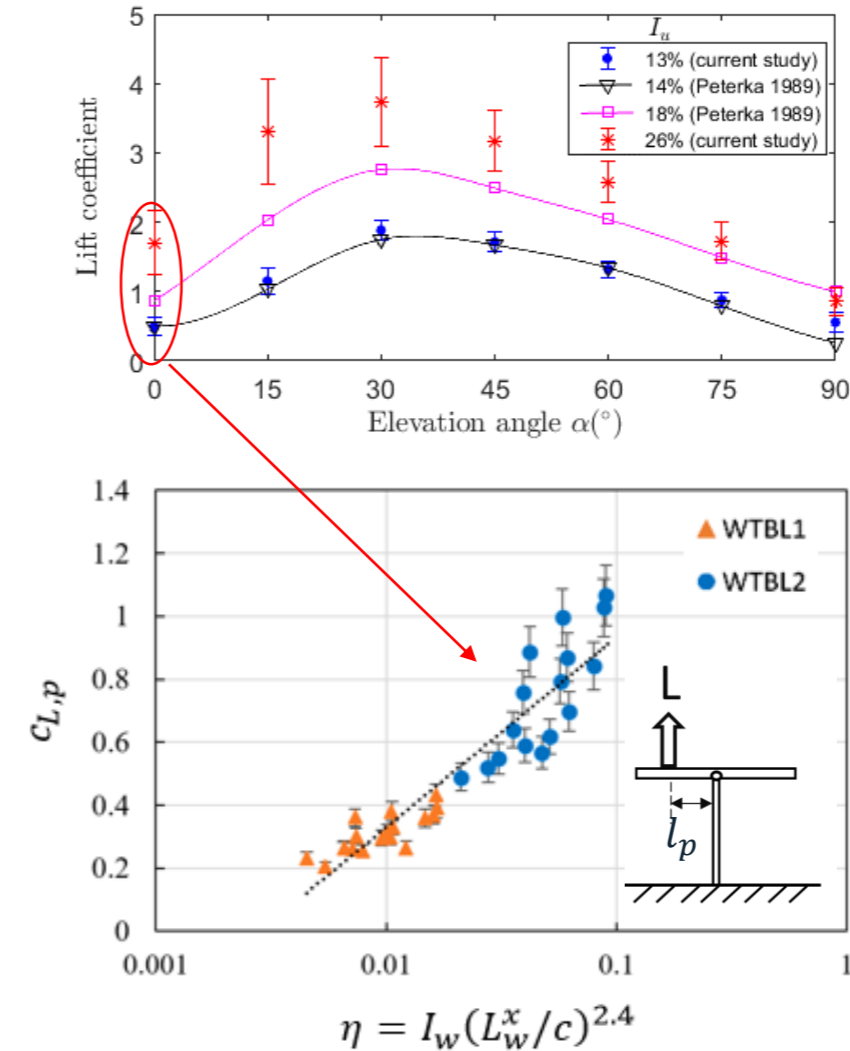 5
4
3
2
1
0
Lift coefficient
I_u
13% (current study)
14% (Peterka 1989)
18% (Peterka 1989)
26% (current study)
0 15 30 45 60 75 90
Elevation angle α(°)
1.4
1.2
1
0.8
0.6
0.4
0.2
0
c_{L,p}
WTBL1
WTBL2
L
l_p
0.001 0.01 0.1 1
η = I_w(L_w^x/c)^{2.4}